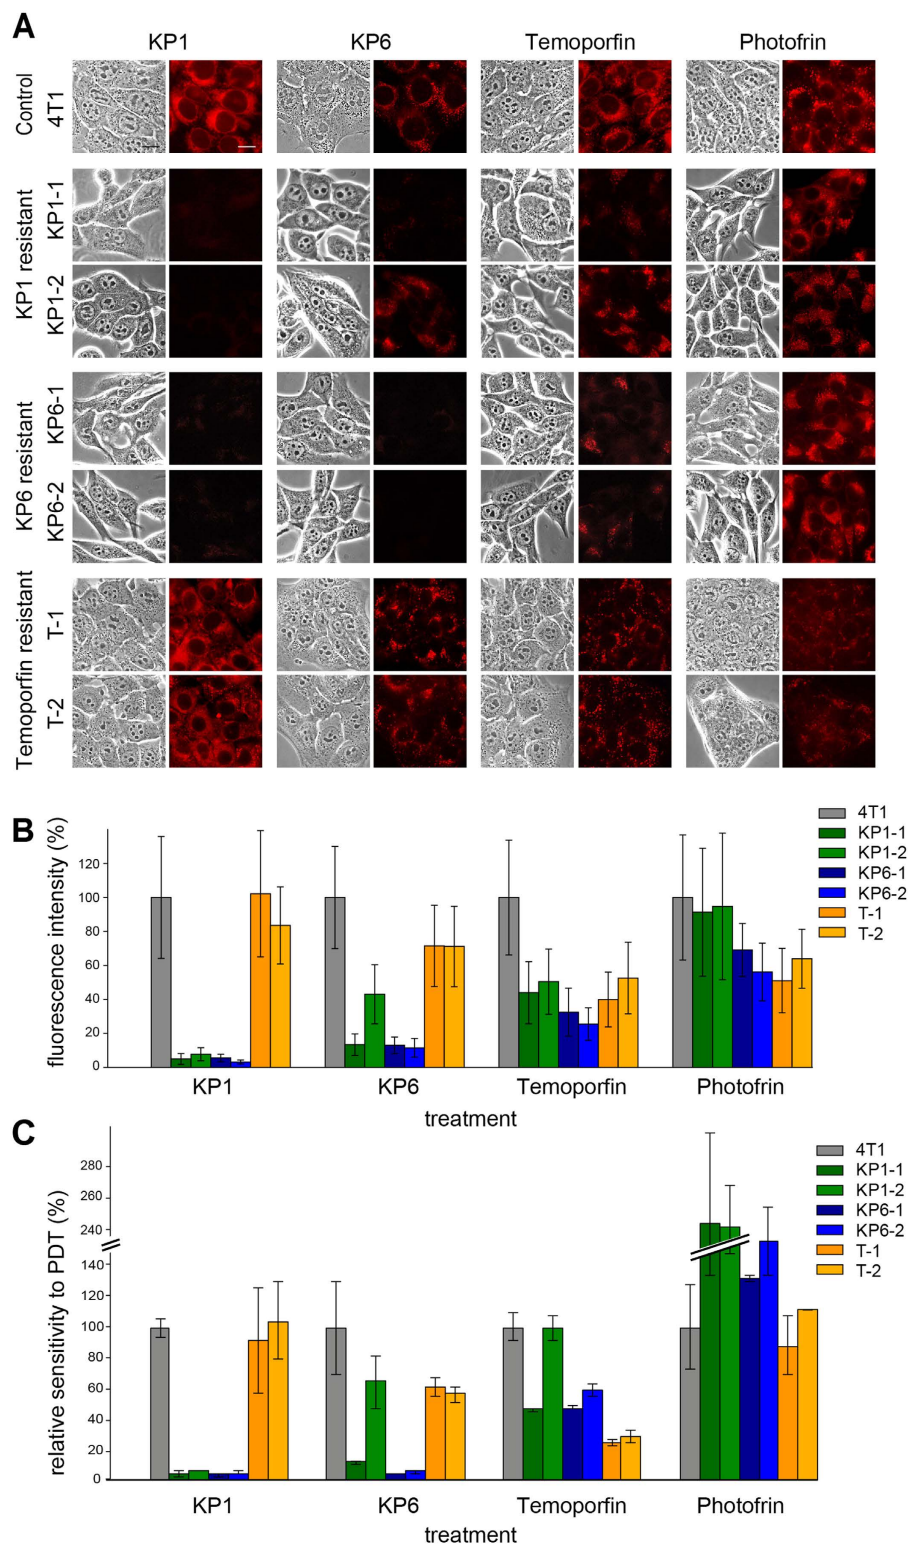 A
KP1 KP6 Temoporfin Photofrin
Control
4T1
KP1 resistant
KP1-1
KP1-2
KP6 resistant
KP6-1
KP6-2
Temoporfin resistant
T-1
T-2
B
fluorescence intensity (%)
120
100
80
60
40
20
0
KP1 KP6 Temoporfin Photofrin
treatment
4T1
KP1-1
KP1-2
KP6-1
KP6-2
T-1
T-2
C
relative sensitivity to PDT (%)
280
260
240
140
120
100
80
60
40
20
0
KP1 KP6 Temoporfin Photofrin
treatment
4T1
KP1-1
KP1-2
KP6-1
KP6-2
T-1
T-2